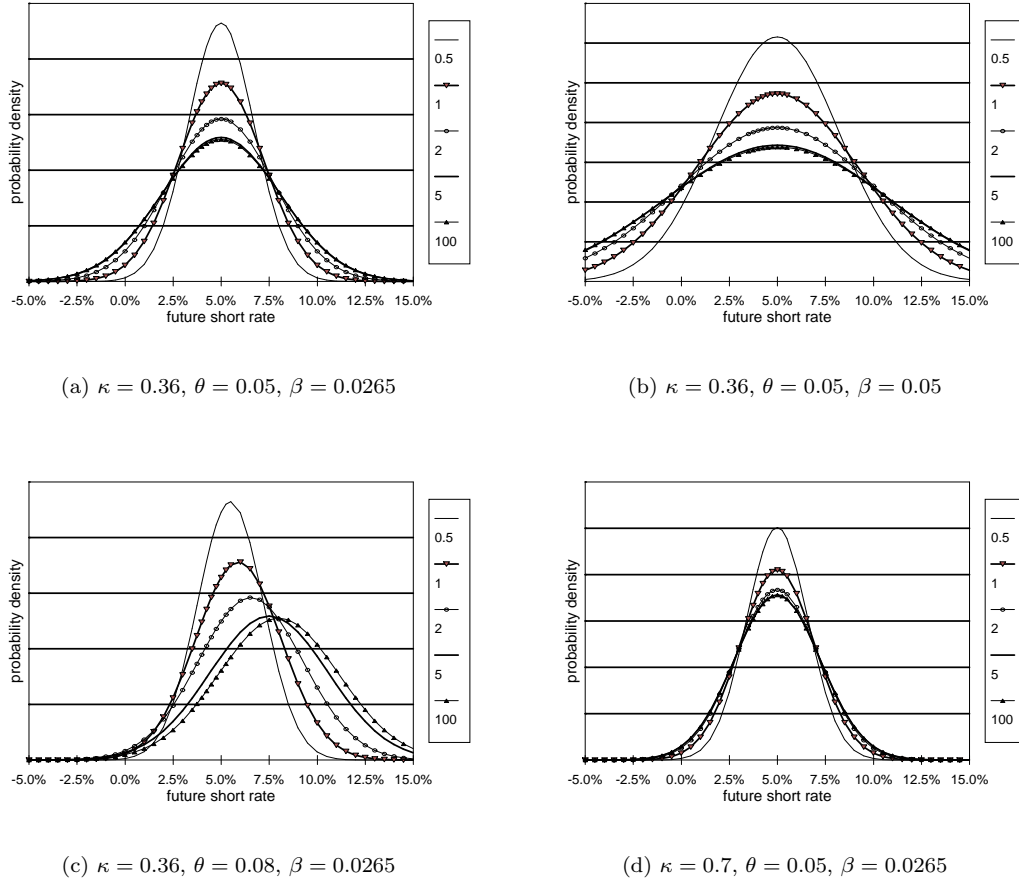 probability density
-5.0% -2.5% 0.0% 2.5% 5.0% 7.5% 10.0% 12.5% 15.0%
future short rate
0.5
1
2
5
100
(a) κ = 0.36, θ = 0.05, β = 0.0265
probability density
-5.0% -2.5% 0.0% 2.5% 5.0% 7.5% 10.0% 12.5% 15.0%
future short rate
0.5
1
2
5
100
(b) κ = 0.36, θ = 0.05, β = 0.05
probability density
-5.0% -2.5% 0.0% 2.5% 5.0% 7.5% 10.0% 12.5% 15.0%
future short rate
0.5
1
2
5
100
(c) κ = 0.36, θ = 0.08, β = 0.0265
probability density
-5.0% -2.5% 0.0% 2.5% 5.0% 7.5% 10.0% 12.5% 15.0%
future short rate
0.5
1
2
5
100
(d) κ = 0.7, θ = 0.05, β = 0.0265